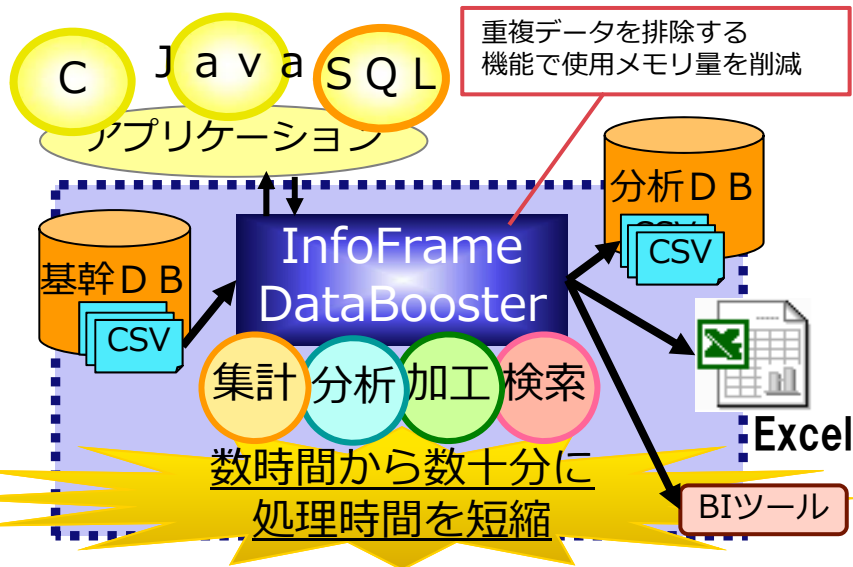 C
Java
SQL
アプリケーション
重複データを排除する
機能で使用メモリ量を削減
分析DB
CSV
CSV
基幹DB
CSV
InfoFrame
DataBooster
集計
分析
加工
検索
Excel
数時間から数十分に
処理時間を短縮
BIツール